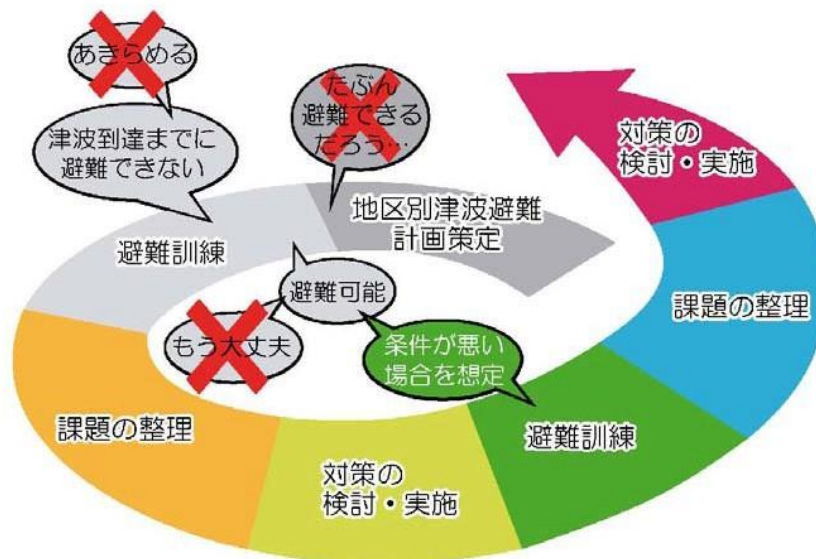 あきらめる
津波到達までに
避難できない
たぶん
避難できる
だろう…
地区別津波避難
計画策定
避難訓練
避難可能
もう大丈夫
条件が悪い
場合を想定
課題の整理
対策の
検討・実施
避難訓練
課題の整理
対策の
検討・実施